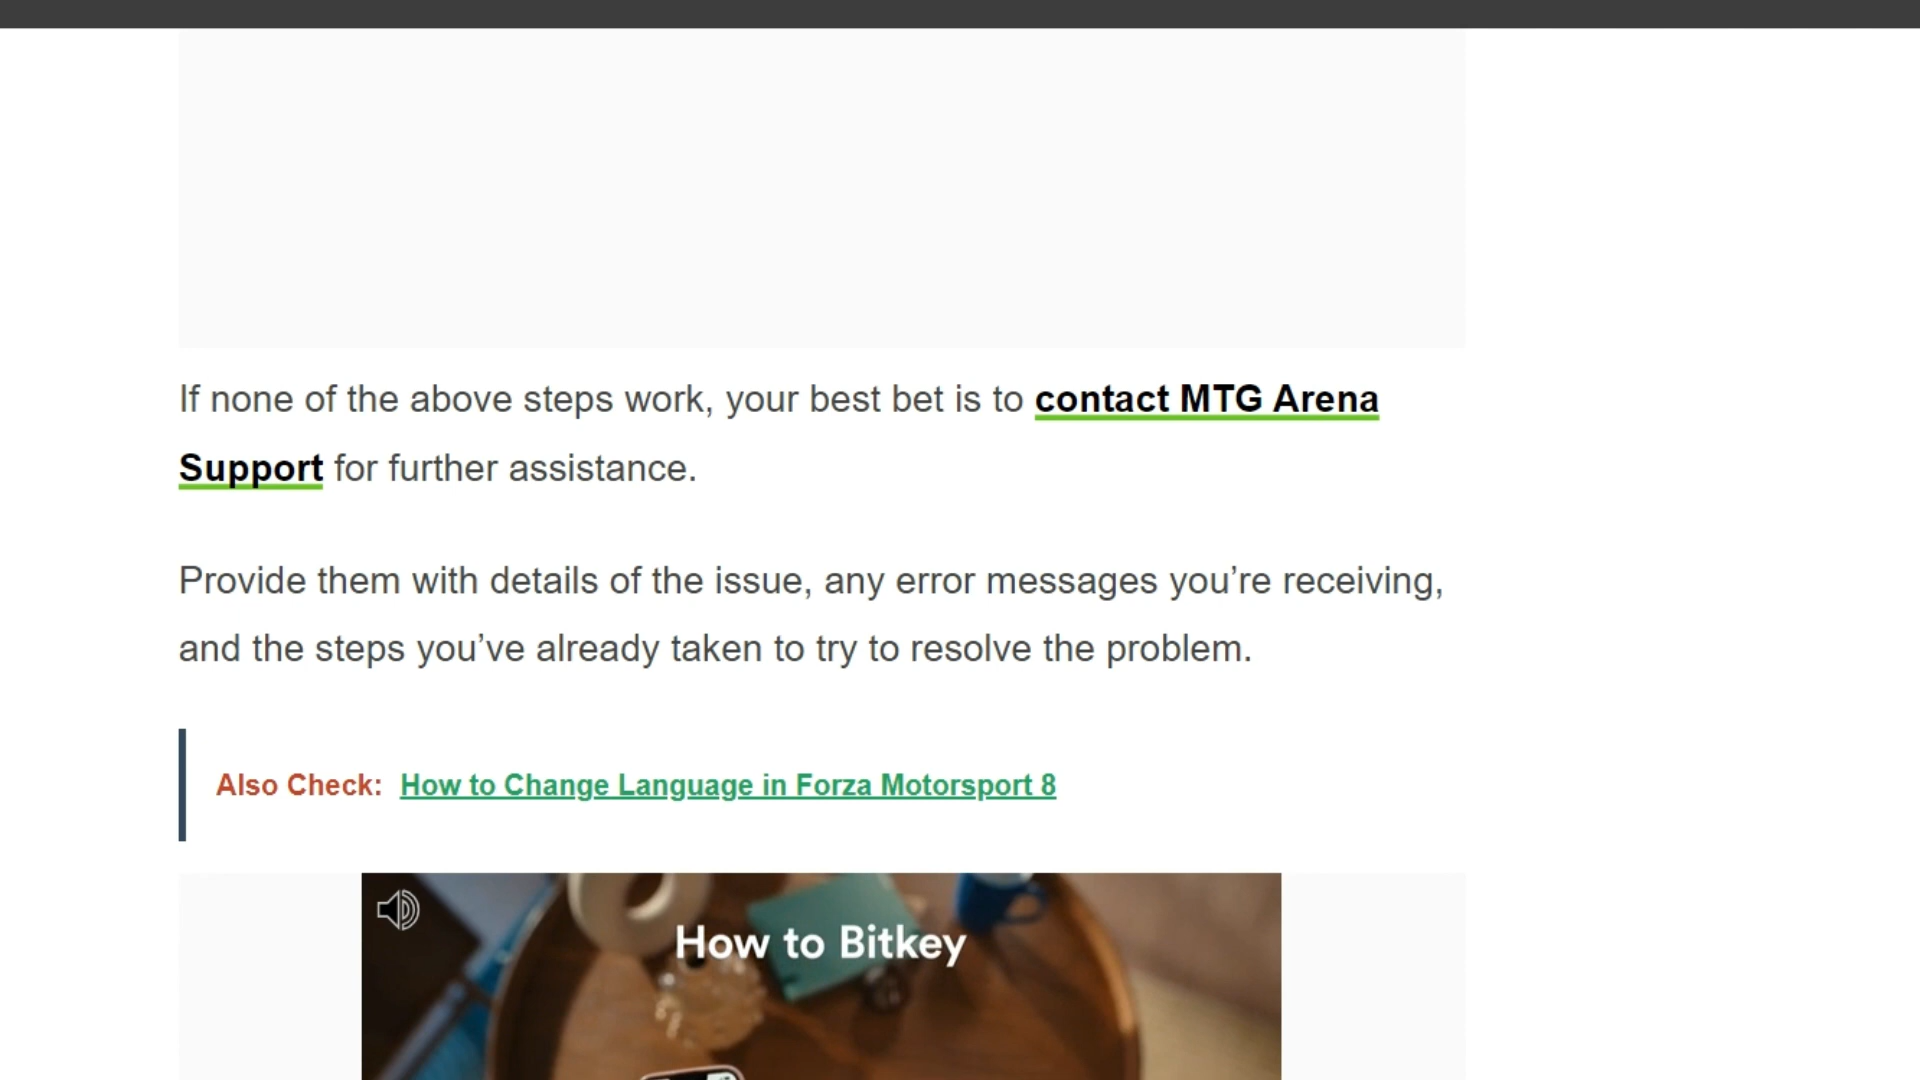 If none of the above steps work, your best bet is to contact MTG Arena
Support for further assistance.
Provide them with details of the issue, any error messages you’re receiving,
and the steps you’ve already taken to try to resolve the problem.
Also Check: How to Change Language in Forza Motorsport 8
How to Bitkey